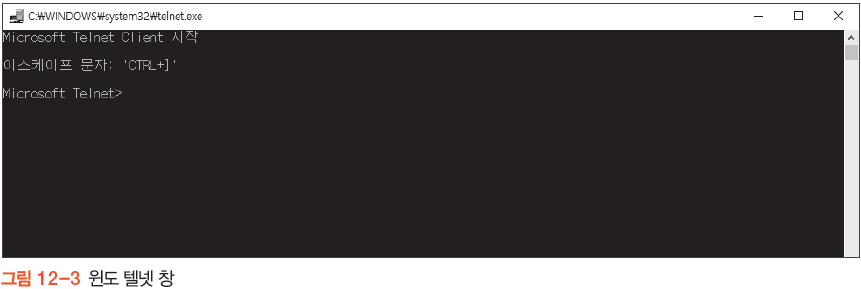 C:₩WINDOWS₩system32₩telnet.exe
Microsoft Telnet Client 시작
이스케이프 문자: 'CTRL+]'
Microsoft Telnet>
그림 12-3 윈도 텔넷 창